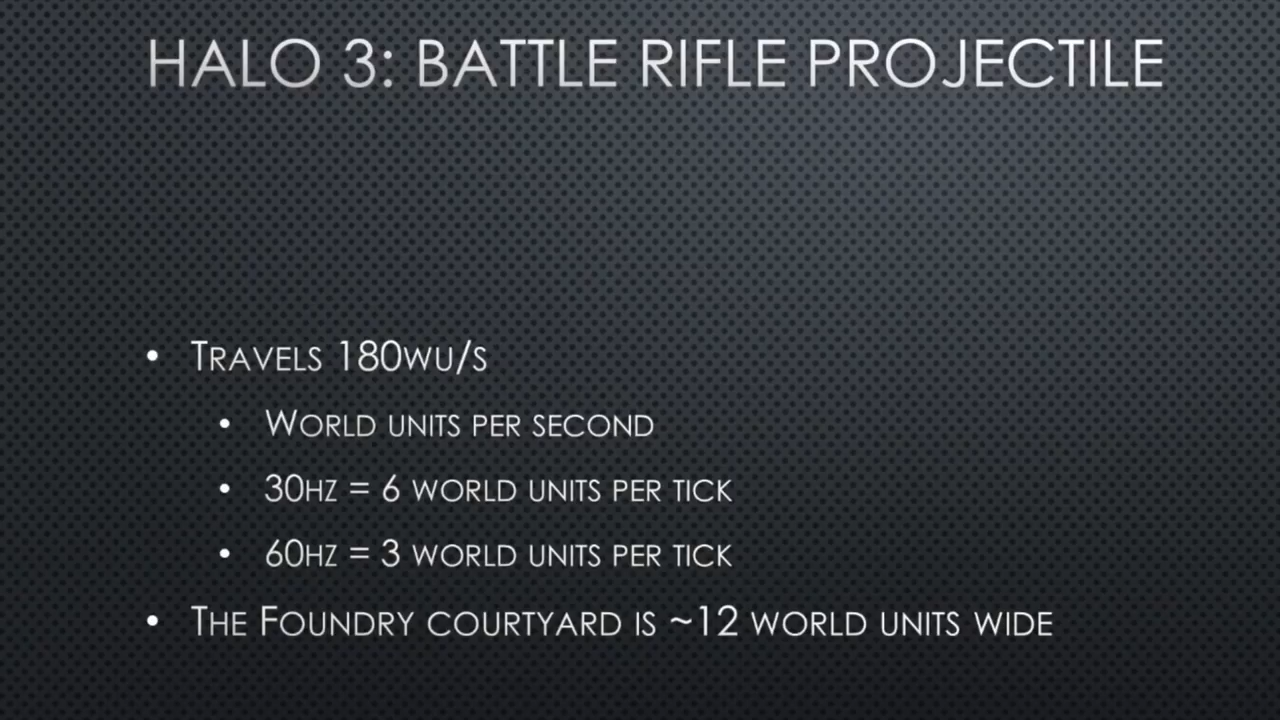 HALO 3: BATTLE RIFLE PROJECTILE
• TRAVELS 180WU/S
• WORLD UNITS PER SECOND
• 30HZ = 6 WORLD UNITS PER TICK
• 60HZ = 3 WORLD UNITS PER TICK
• THE FOUNDRY COURTYARD IS ~12 WORLD UNITS WIDE